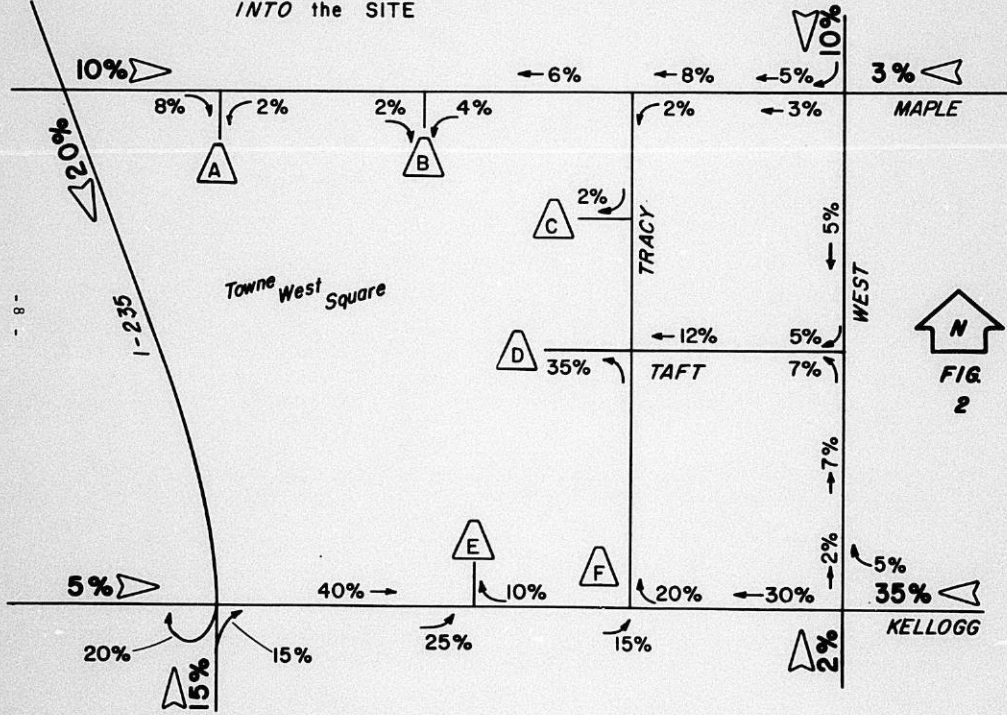 INTO the SITE
10%
10%
←6%
←8%
←5%
3%
8%
2%
2%
4%
2%
←3%
MAPLE
20%
A
B
2%
C
TRACY
← 5%
WEST
Towne West Square
I-235
- 8 -
←12%
5%
N
D
35%
TAFT
7%
FIG.
2
→7%
E
F
→2%
5%
5%
40% →
10%
20%
←30%
35%
KELLOGG
20%
15%
25%
15%
2%
15%